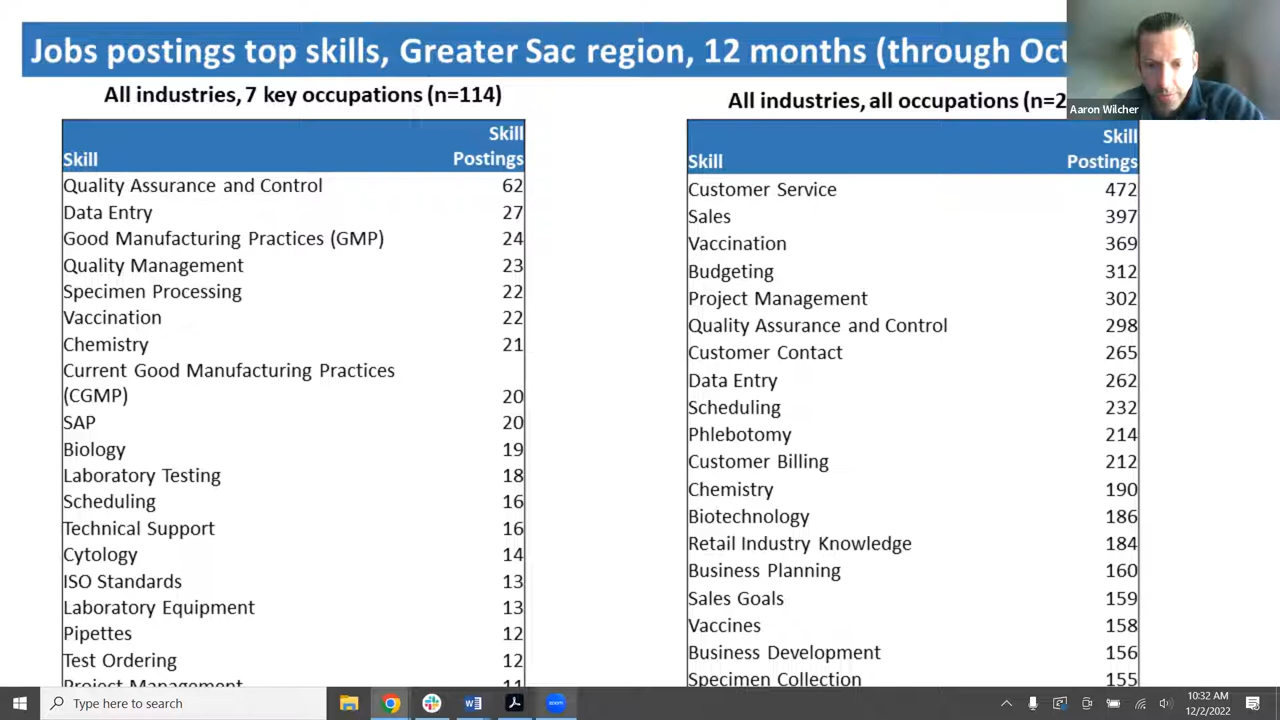 Jobs postings top skills, Greater Sac region, 12 months (through Oct
All industries, 7 key occupations (n=114)
Skill Skill Postings
Quality Assurance and Control 62
Data Entry 27
Good Manufacturing Practices (GMP) 24
Quality Management 23
Specimen Processing 22
Vaccination 22
Chemistry 21
Current Good Manufacturing Practices
(CGMP) 20
SAP 20
Biology 19
Laboratory Testing 18
Scheduling 16
Technical Support 16
Cytology 14
ISO Standards 13
Laboratory Equipment 13
Pipettes 12
Test Ordering 12
Project Management 11
All industries, all occupations (n=2
Skill Skill Postings
Customer Service 472
Sales 397
Vaccination 369
Budgeting 312
Project Management 302
Quality Assurance and Control 298
Customer Contact 265
Data Entry 262
Scheduling 232
Phlebotomy 214
Customer Billing 212
Chemistry 190
Biotechnology 186
Retail Industry Knowledge 184
Business Planning 160
Sales Goals 159
Vaccines 158
Business Development 156
Specimen Collection 155
Aaron Wilcher
Type here to search
zoom
10:32 AM
12/2/2022